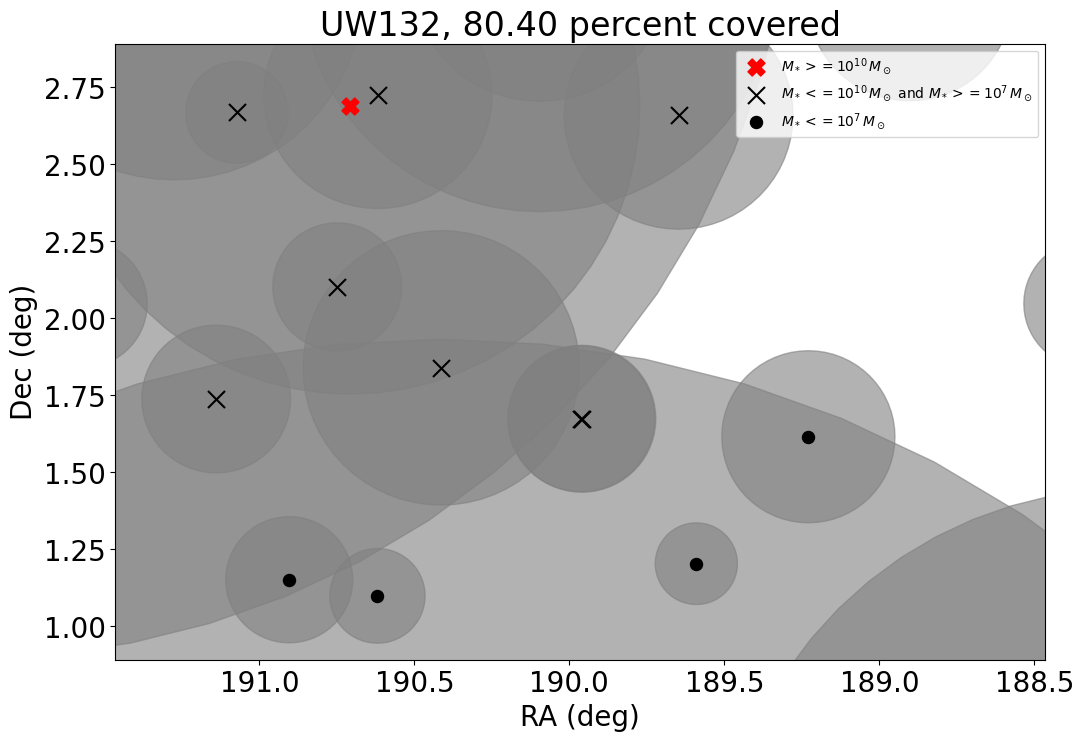 UW132, 80.40 percent covered
M* >= 10^10 M⊙
M* <= 10^10 M⊙ and M* >= 10^7 M⊙
M* <= 10^7 M⊙
Dec (deg)
2.75
2.50
2.25
2.00
1.75
1.50
1.25
1.00
191.0 190.5 190.0 189.5 189.0 188.5
RA (deg)